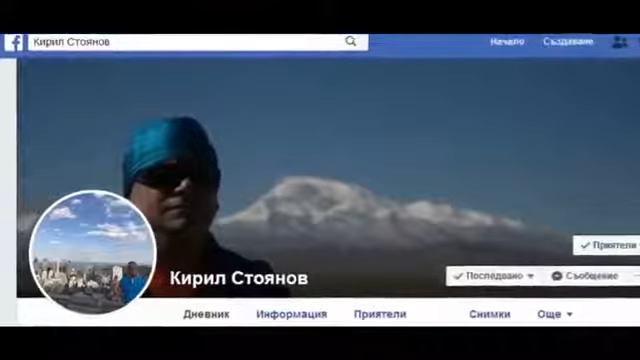 f Кирил Стоянов
Начало Създаване
Приятели
Кирил Стоянов
Последвано Съобщение
Дневник Информация Приятели Снимки Още